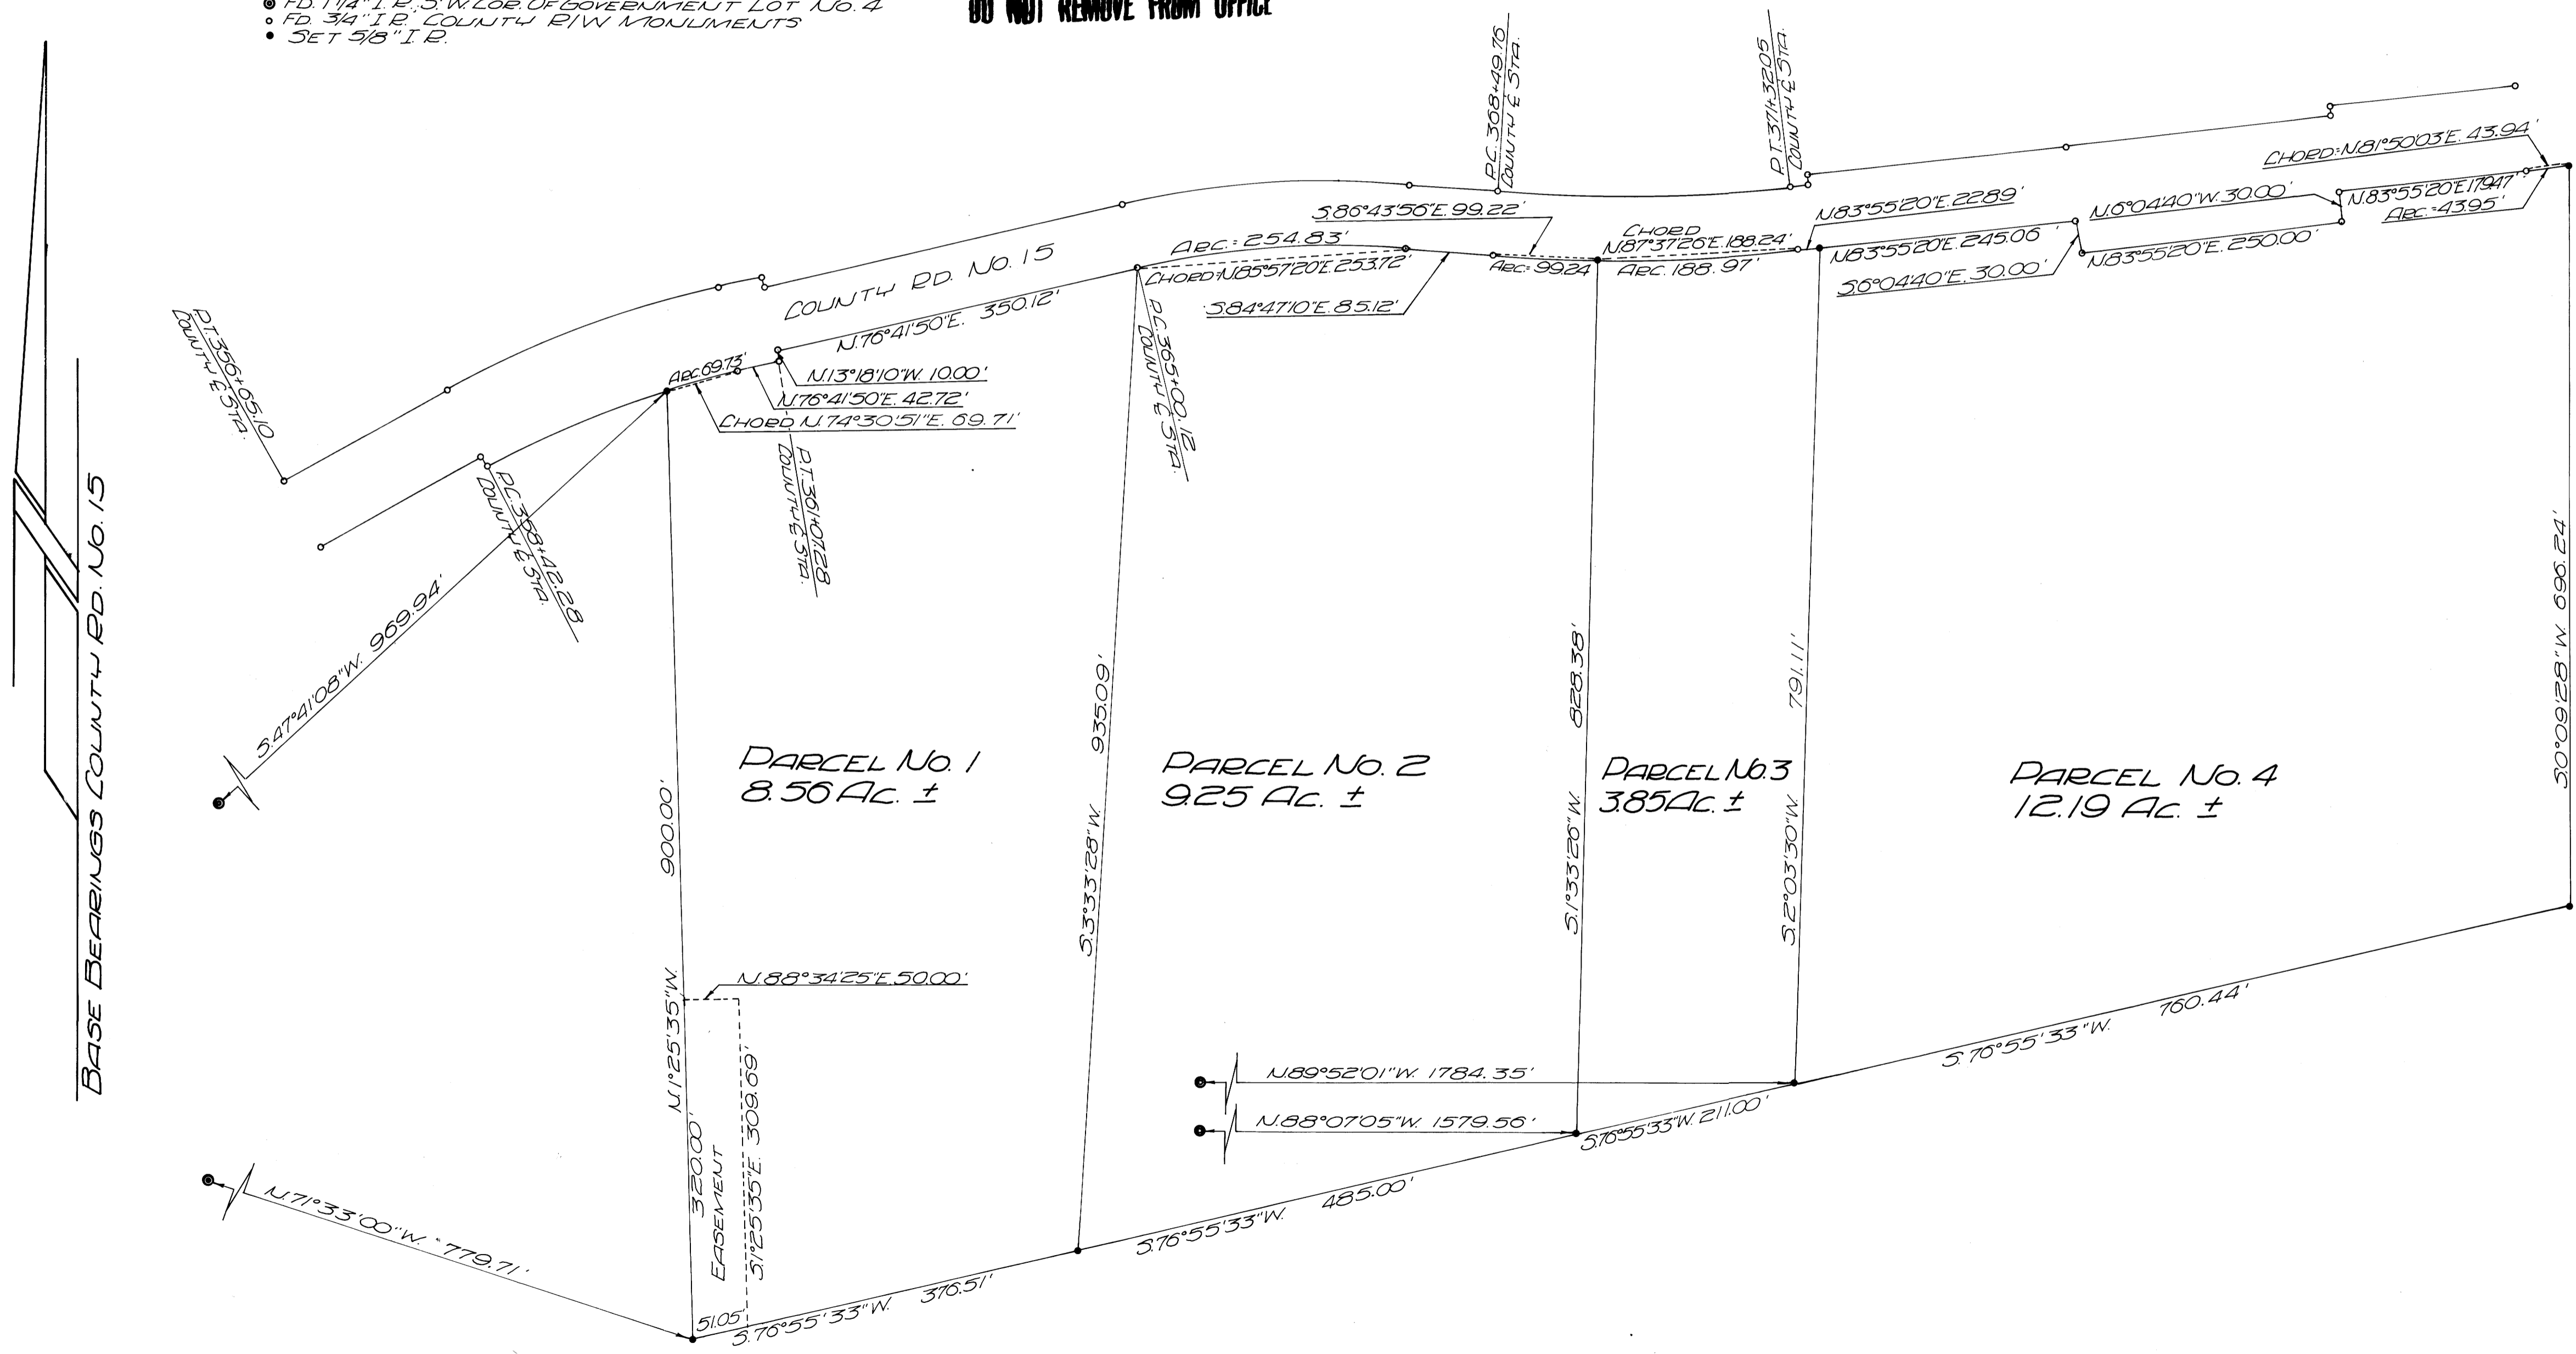 FD. 1 1/4" I.R., S.W. COR. OF GOVERNMENT LOT NO. 4
FD. 3/4" I.R. COUNTY R/W MONUMENTS
SET 5/8" I.R.
DO NOT REMOVE FROM OFFICE
BASE BEARINGS COUNTY RD. NO. 15
P.T. 356+65.10
COUNTY ℄ STA.
P.C. 358+42.28
COUNTY ℄ STA.
P.T. 361+07.28
COUNTY ℄ STA.
P.C. 365+00.12
COUNTY ℄ STA.
P.C. 368+49.76
COUNTY ℄ STA.
P.T. 371+32.05
COUNTY ℄ STA.
COUNTY RD. NO. 15
ARC. 69.73'
N.76°41'50"E. 350.12'
N.13°18'10"W. 10.00'
N.76°41'50"E. 42.72'
CHORD N.74°30'51"E. 69.71'
ARC.= 254.83'
CHORD=N.85°57'20"E. 253.72'
S.84°47'10"E. 85.12'
S.86°43'56"E. 99.22'
ARC.= 99.24
CHORD
N.87°37'26"E. 188.24'
ARC. 188.97'
N.83°55'20"E. 22.89'
N.83°55'20"E. 245.06'
S.6°04'40"E. 30.00'
N.6°04'40"W. 30.00'
N.83°55'20"E. 250.00'
CHORD=N.81°50'03"E. 43.94'
N.83°55'20"E 179.47'
ARC.=43.95'
S.47°41'08"W. 969.94'
N.1°25'35"W. 900.00'
S.3°33'28"W. 935.09'
S.1°33'26"W. 828.38'
S.2°03'30"W. 791.11'
S.0°09'28"W. 696.24'
PARCEL NO. 1
8.56 AC. ±
PARCEL NO. 2
9.25 AC. ±
PARCEL NO. 3
3.85 AC. ±
PARCEL NO. 4
12.19 AC. ±
N.88°34'25"E. 50.00'
320.00'
EASEMENT
S.1°25'35"E. 309.69'
51.05'
N.71°33'00"W. 779.71'
N.89°52'01"W. 1784.35'
N.88°07'05"W. 1579.56'
S.76°55'33"W. 376.51'
S.76°55'33"W. 485.00'
S.76°55'33"W. 211.00'
S.76°55'33"W. 760.44'